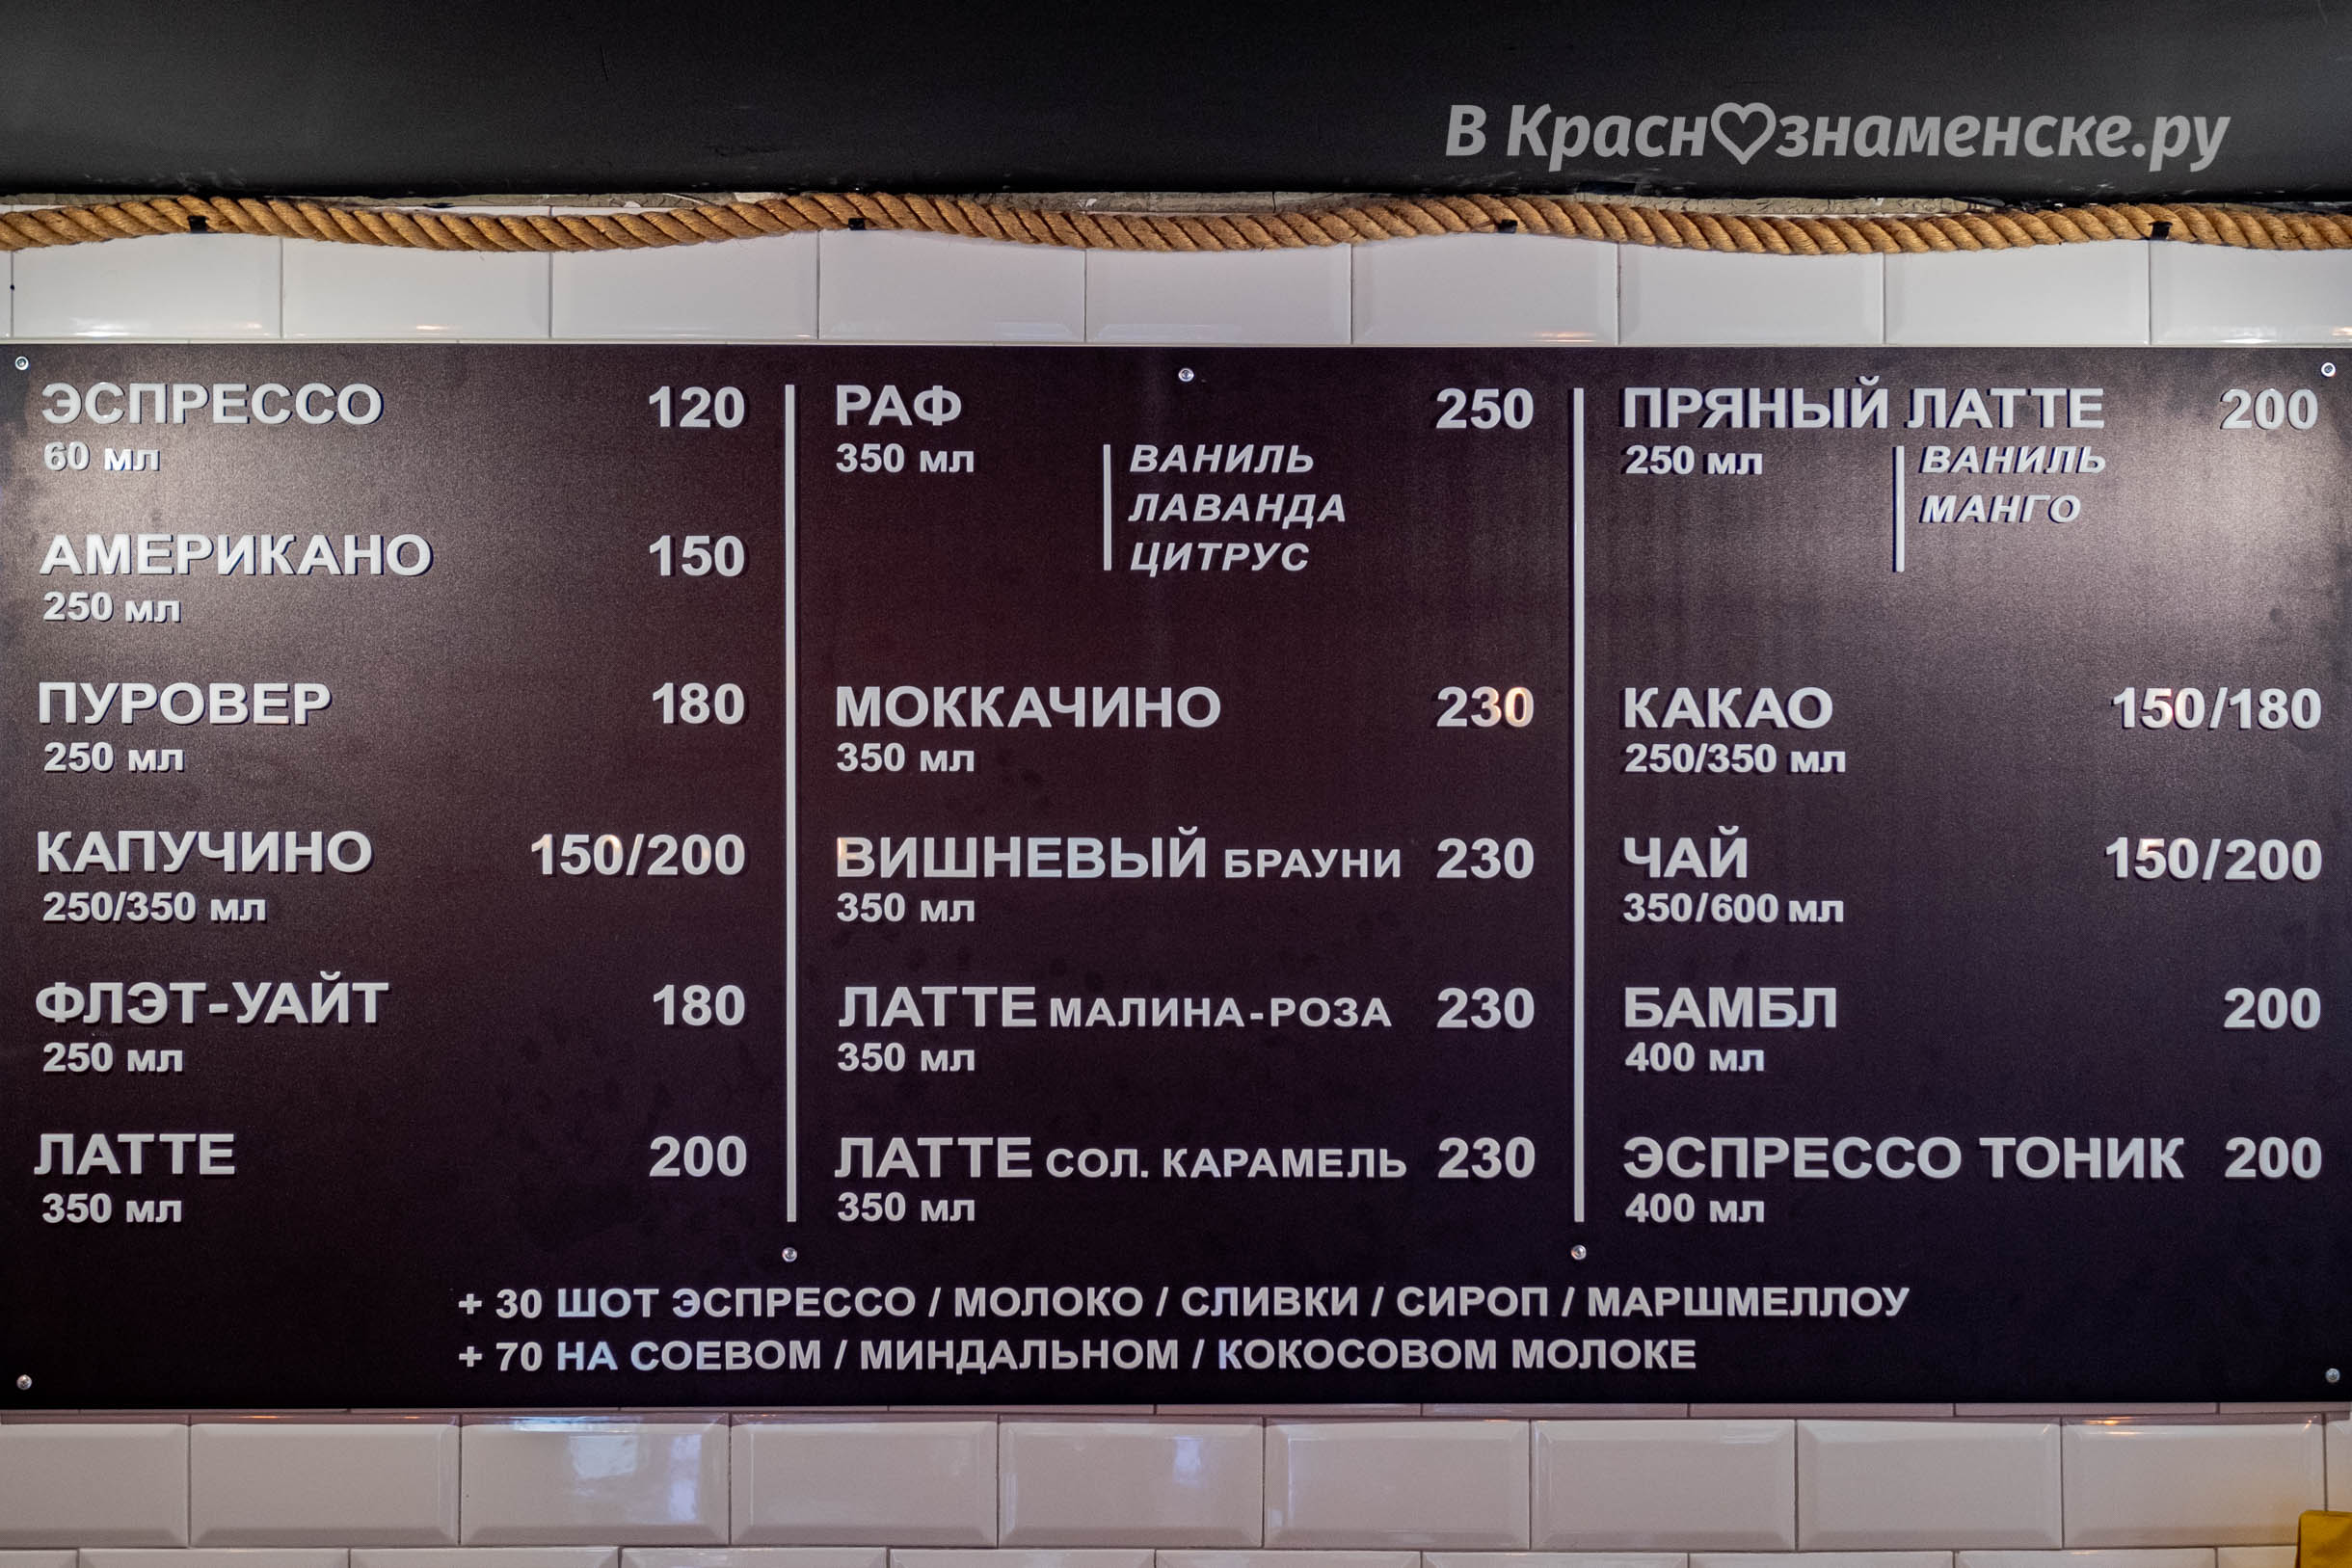 В Краснознаменске.ру
ЭСПРЕССО 120
60 мл
АМЕРИКАНО 150
250 мл
ПУРОВЕР 180
250 мл
КАПУЧИНО 150/200
250/350 мл
ФЛЭТ-УАЙТ 180
250 мл
ЛАТТЕ 200
350 мл
РАФ 250
350 мл ВАНИЛЬ
ЛАВАНДА
ЦИТРУС
МОККАЧИНО 230
350 мл
ВИШНЕВЫЙ БРАУНИ 230
350 мл
ЛАТТЕ МАЛИНА-РОЗА 230
350 мл
ЛАТТЕ СОЛ. КАРАМЕЛЬ 230
350 мл
ПРЯНЫЙ ЛАТТЕ 200
250 мл ВАНИЛЬ
МАНГО
КАКАО 150/180
250/350 мл
ЧАЙ 150/200
350/600 мл
БАМБЛ 200
400 мл
ЭСПРЕССО ТОНИК 200
400 мл
+ 30 ШОТ ЭСПРЕССО / МОЛОКО / СЛИВКИ / СИРОП / МАРШМЕЛЛОУ
+ 70 НА СОЕВОМ / МИНДАЛЬНОМ / КОКОСОВОМ МОЛОКЕ